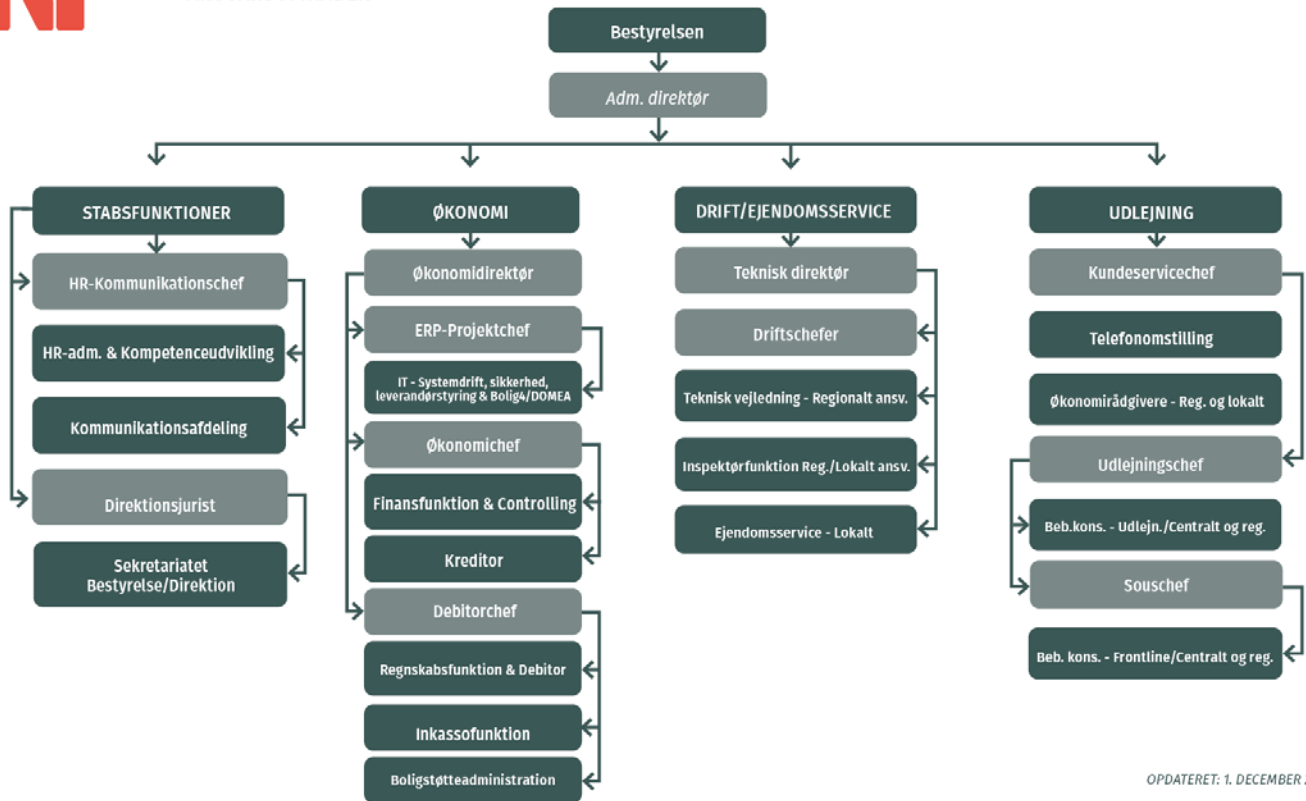 Bestyrelsen
Adm. direktør
STABSFUNKTIONER
HR-Kommunikationschef
HR-adm. & Kompetenceudvikling
Kommunikationsafdeling
Direktionsjurist
Sekretariatet
Bestyrelse/Direktion
ØKONOMI
Økonomidirektør
ERP-Projektchef
IT - Systemdrift, sikkerhed,
leverandørstyring & Bolig4/DOMEA
Økonomichef
Finansfunktion & Controlling
Kreditor
Debitorchef
Regnskabsfunktion & Debitor
Inkassofunktion
Boligstøtteadministration
DRIFT/EJENDOMSSERVICE
Teknisk direktør
Driftschefer
Teknisk vejledning - Regionalt ansv.
Inspektørfunktion Reg./Lokalt ansv.
Ejendomsservice - Lokalt
UDLEJNING
Kundeservicechef
Telefonomstilling
Økonomirådgivere - Reg. og lokalt
Udlejningschef
Beb.kons. - Udlejn./Centralt og reg.
Souschef
Beb. kons. - Frontline/Centralt og reg.
OPDATERET: 1. DECEMBER